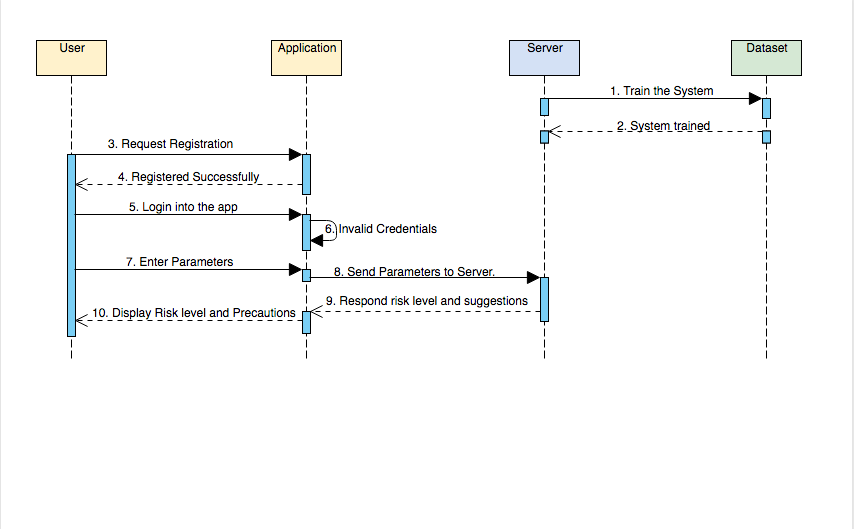 User
Application
Server
Dataset
1. Train the System
2. System trained
3. Request Registration
4. Registered Successfully
5. Login into the app
6. Invalid Credentials
7. Enter Parameters
8. Send Parameters to Server.
9. Respond risk level and suggestions
10. Display Risk level and Precautions